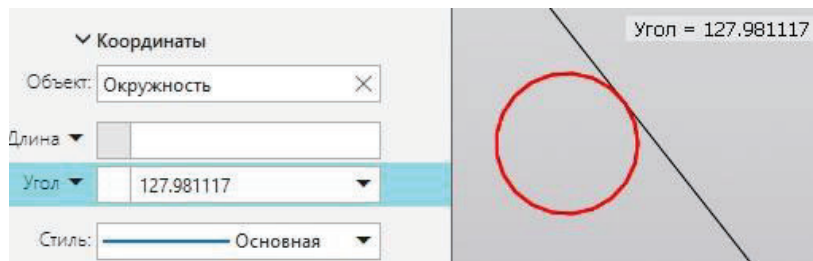 Координаты
Объект: Окружность
Длина
Угол 127.981117
Стиль: Основная
Угол = 127.981117